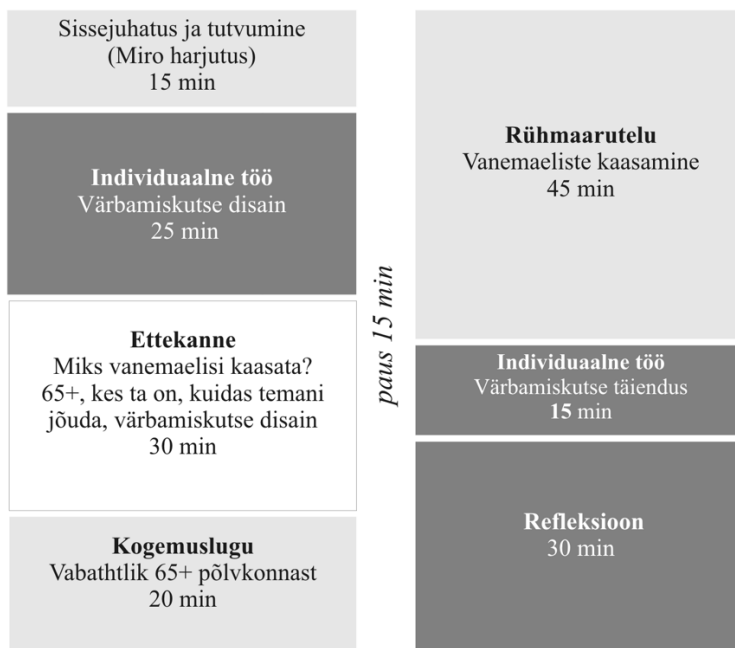 Sissejuhatus ja tutvumine
(Miro harjutus)
15 min
Individuaalne töö
Värbamiskutse disain
25 min
Ettekanne
Miks vanemaelisi kaasata?
65+, kes ta on, kuidas temani
jõuda, värbamiskutse disain
30 min
Kogemuslugu
Vabathtlik 65+ põlvkonnast
20 min
paus 15 min
Rühmaarutelu
Vanemaeliste kaasamine
45 min
Individuaalne töö
Värbamiskutse täiendus
15 min
Refleksioon
30 min